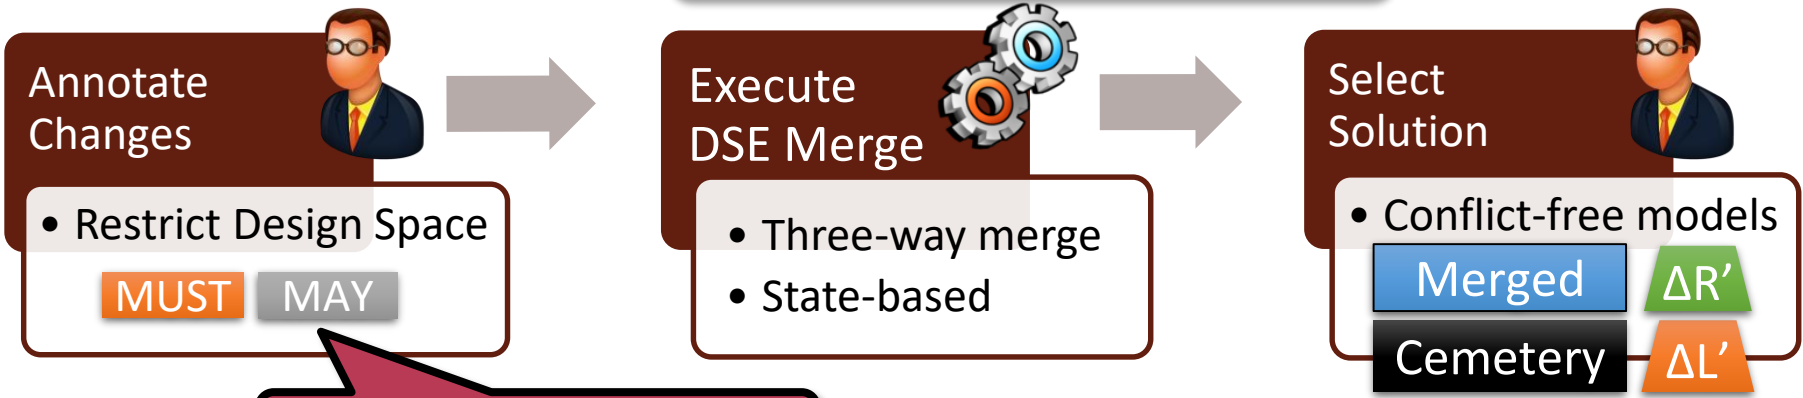 Annotate
Changes
• Restrict Design Space
MUST
MAY
Execute
DSE Merge
• Three-way merge
• State-based
Select
Solution
• Conflict-free models
Merged
ΔR’
Cemetery
ΔL’